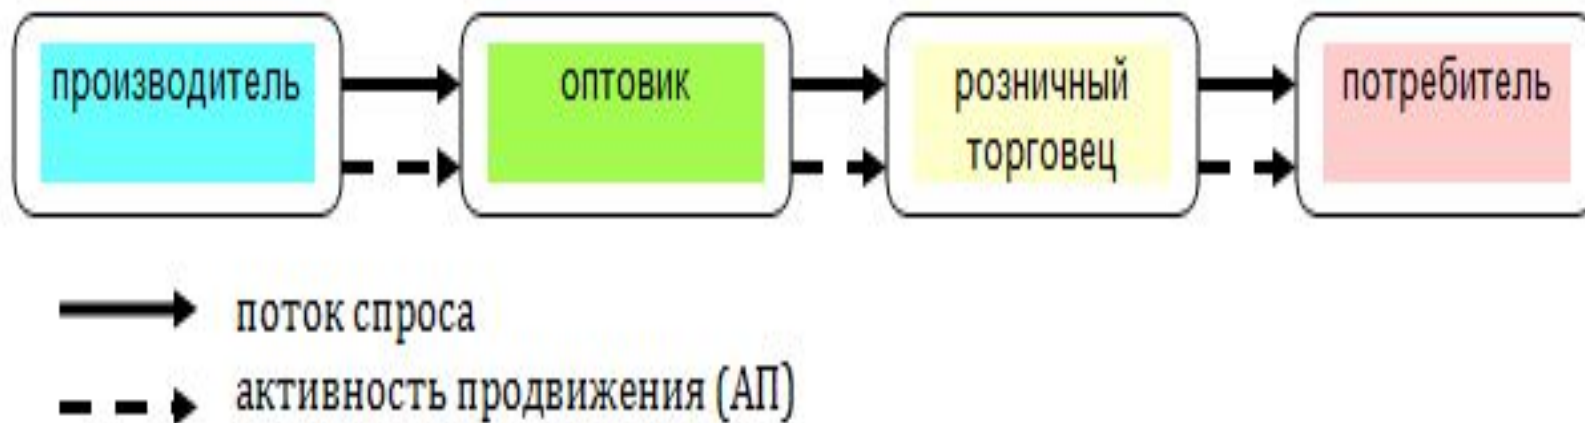 производитель
оптовик
розничный
торговец
потребитель
поток спроса
активность продвижения (АП)